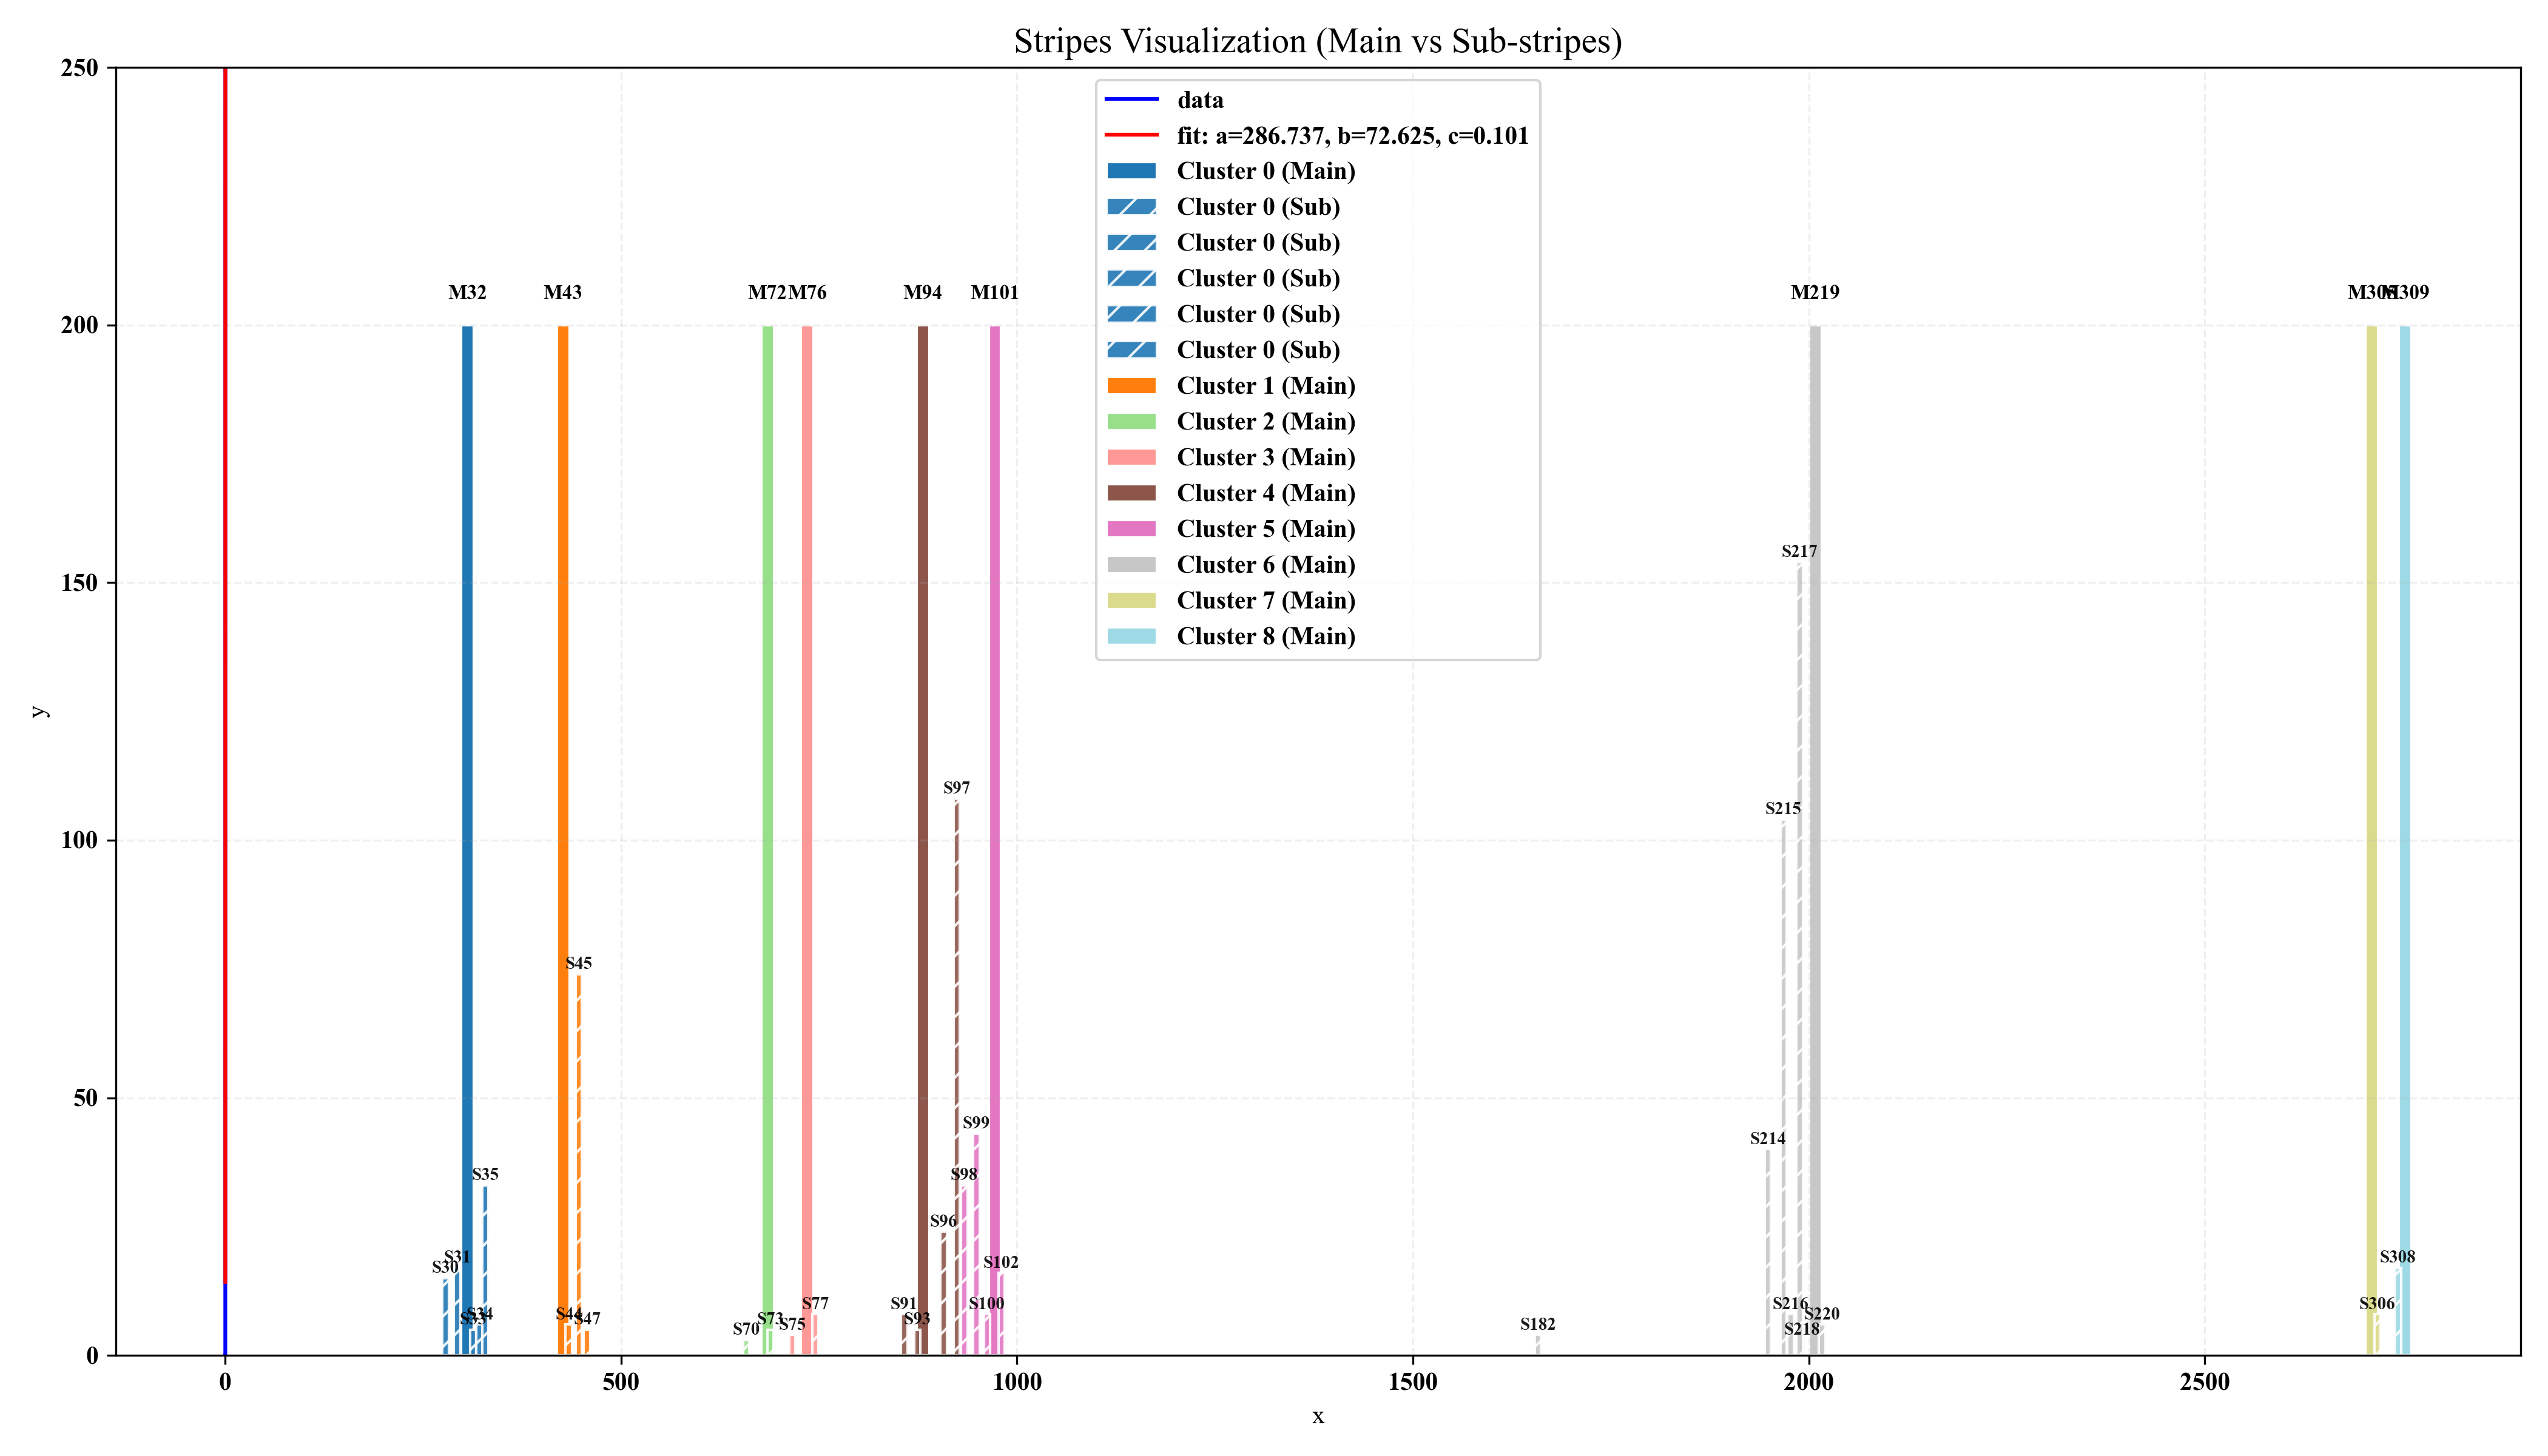 Stripes Visualization (Main vs Sub-stripes)
250
200
150
100
50
0
y
data
fit: a=286.737, b=72.625, c=0.101
Cluster 0 (Main)
Cluster 0 (Sub)
Cluster 0 (Sub)
Cluster 0 (Sub)
Cluster 0 (Sub)
Cluster 0 (Sub)
Cluster 1 (Main)
Cluster 2 (Main)
Cluster 3 (Main)
Cluster 4 (Main)
Cluster 5 (Main)
Cluster 6 (Main)
Cluster 7 (Main)
Cluster 8 (Main)
M32 M43 M72 M76 M94 M101 M219 M309
S217
S97
S215
S45
S99
S214
S35
S98
S96
S31
S30
S102
S308
S91
S77
S100
S216
S306
S34
S44
S220
S47
S73
S93
S75
S182
S70
S218
0 500 1000 1500 2000 2500
x